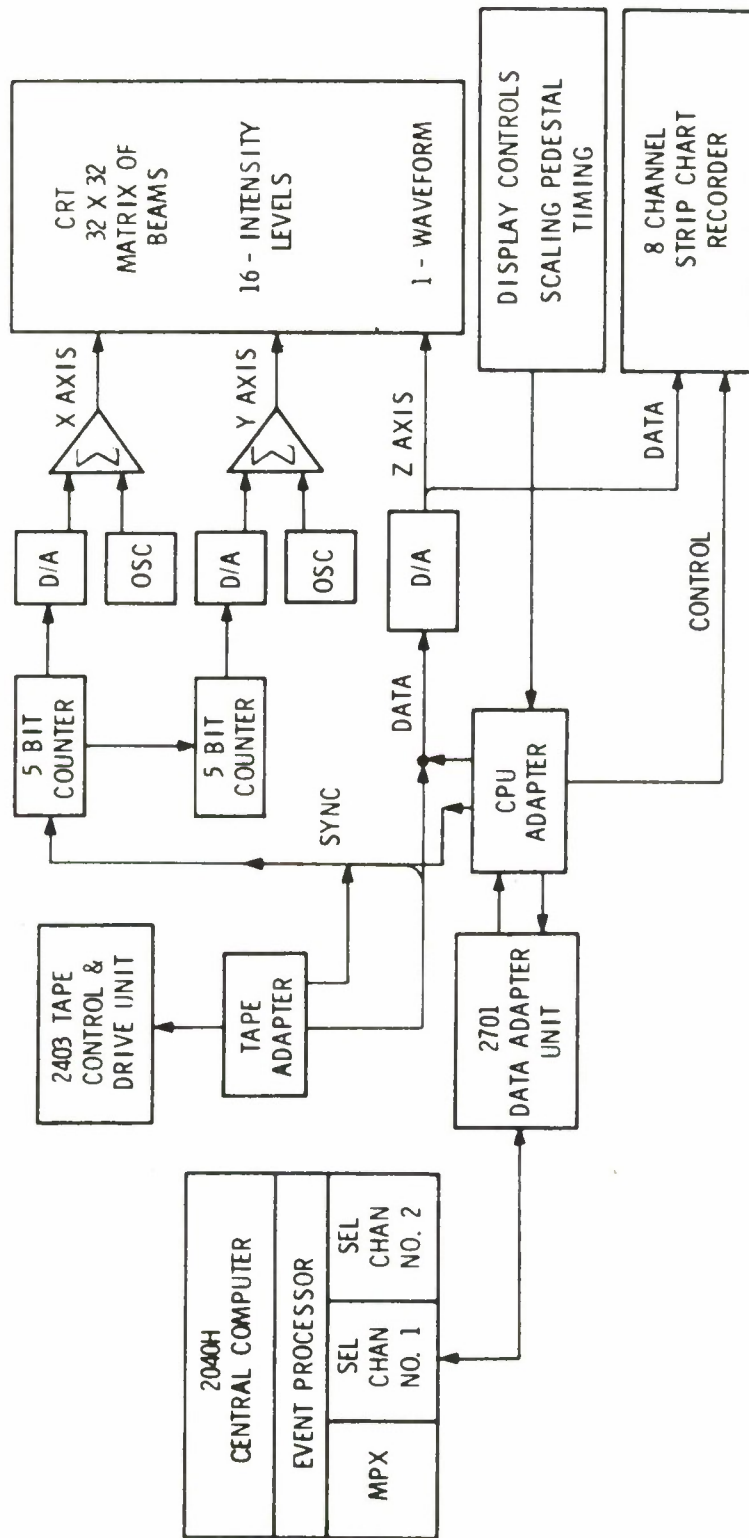 2040H
CENTRAL COMPUTER
EVENT PROCESSOR
MPX
SEL
CHAN
NO. 1
SEL
CHAN
NO. 2
2403 TAPE
CONTROL &
DRIVE UNIT
TAPE
ADAPTER
2701
DATA ADAPTER
UNIT
SYNC
5 BIT
COUNTER
5 BIT
COUNTER
CPU
ADAPTER
DATA
D/A
OSC
D/A
OSC
D/A
Σ
Σ
X AXIS
Y AXIS
Z AXIS
CONTROL
DATA
CRT
32 X 32
MATRIX OF
BEAMS
16 - INTENSITY
LEVELS
1 - WAVEFORM
DISPLAY CONTROLS
SCALING PEDESTAL
TIMING
8 CHANNEL
STRIP CHART
RECORDER